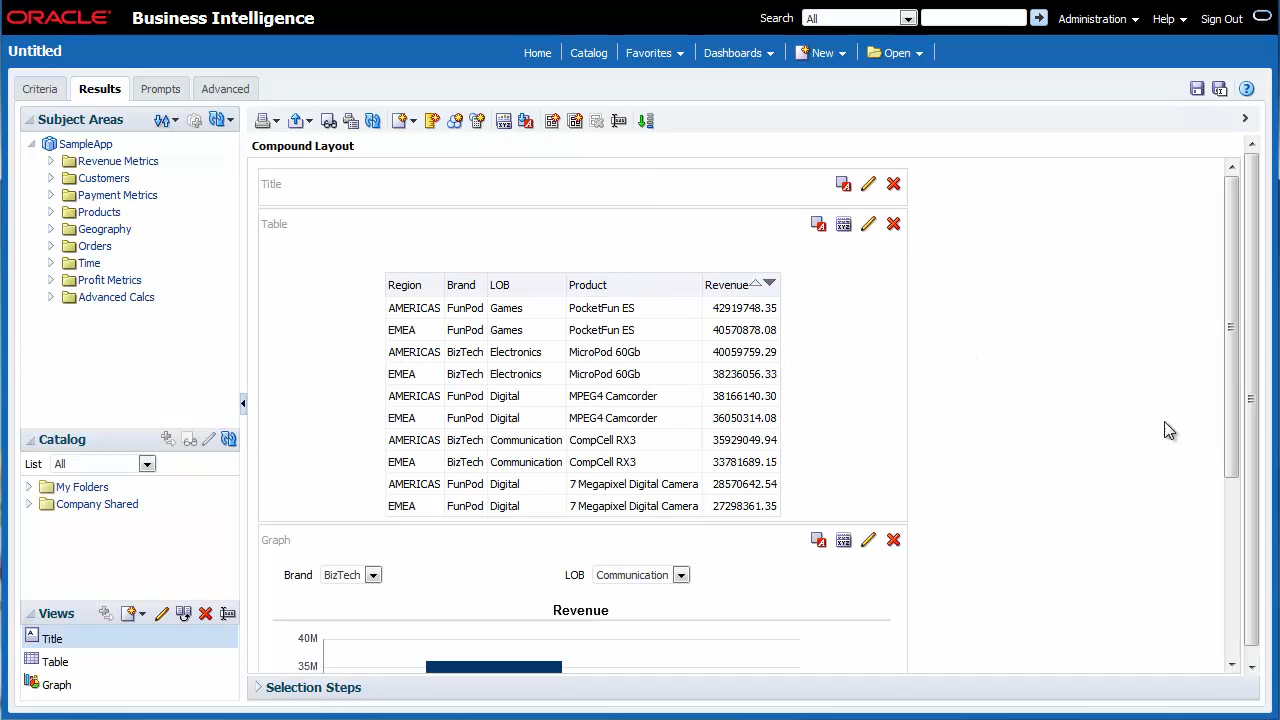 ORACLE Business Intelligence Search All Administration Help Sign Out
Untitled Home Catalog Favorites Dashboards New Open
Criteria Results Prompts Advanced
Subject Areas
SampleApp
Revenue Metrics
Customers
Payment Metrics
Products
Geography
Orders
Time
Profit Metrics
Advanced Calcs
Catalog
List All
My Folders
Company Shared
Views
Title
Table
Graph
Compound Layout
Title
Table
Region Brand LOB Product Revenue
AMERICAS FunPod Games PocketFun ES 42919748.35
EMEA FunPod Games PocketFun ES 40570878.08
AMERICAS BizTech Electronics MicroPod 60Gb 40059759.29
EMEA BizTech Electronics MicroPod 60Gb 38236056.33
AMERICAS FunPod Digital MPEG4 Camcorder 38166140.30
EMEA FunPod Digital MPEG4 Camcorder 36050314.08
AMERICAS BizTech Communication CompCell RX3 35929049.94
EMEA BizTech Communication CompCell RX3 33781689.15
AMERICAS FunPod Digital 7 Megapixel Digital Camera 28570642.54
EMEA FunPod Digital 7 Megapixel Digital Camera 27298361.35
Graph
Brand BizTech LOB Communication
Revenue
40M
35M
Selection Steps